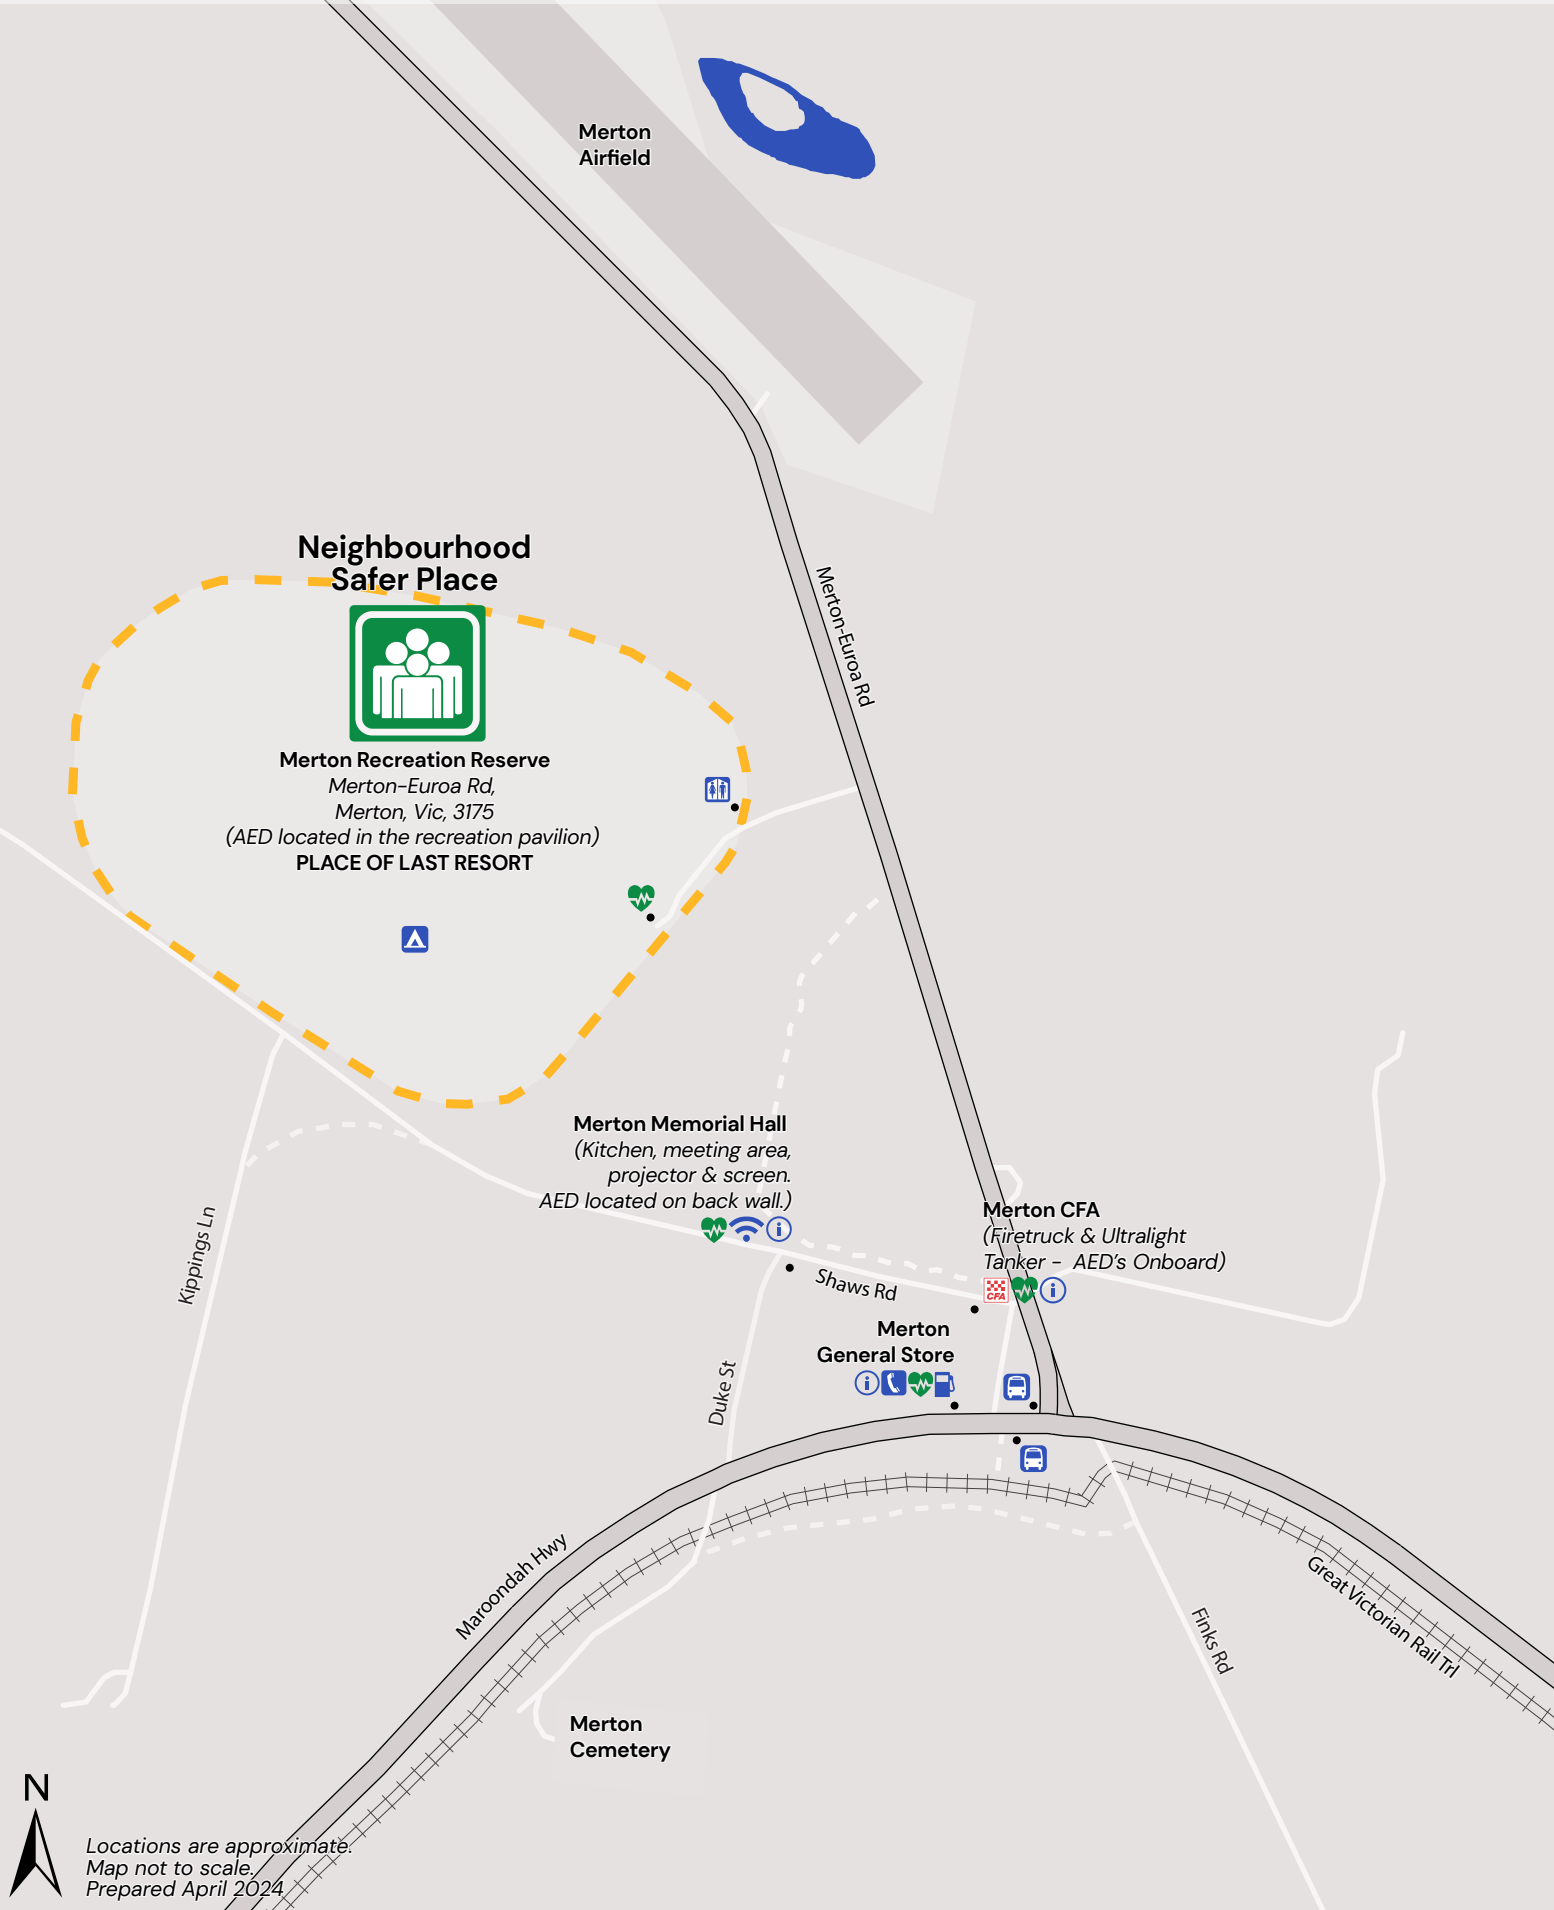 Merton
Airfield
Neighbourhood
Safer Place
Merton-Euroa Rd
Merton Recreation Reserve
Merton-Euroa Rd,
Merton, Vic, 3175
(AED located in the recreation pavilion)
PLACE OF LAST RESORT
Merton Memorial Hall
(Kitchen, meeting area,
projector & screen.
AED located on back wall.)
Merton CFA
(Firetruck & Ultralight
Tanker - AED's Onboard)
CFA
Kippings Ln
Shaws Rd
Merton
General Store
Duke St
Maroondah Hwy
Great Victorian Rail Trl
Finks Rd
Merton
Cemetery
N
Locations are approximate.
Map not to scale.
Prepared April 2024